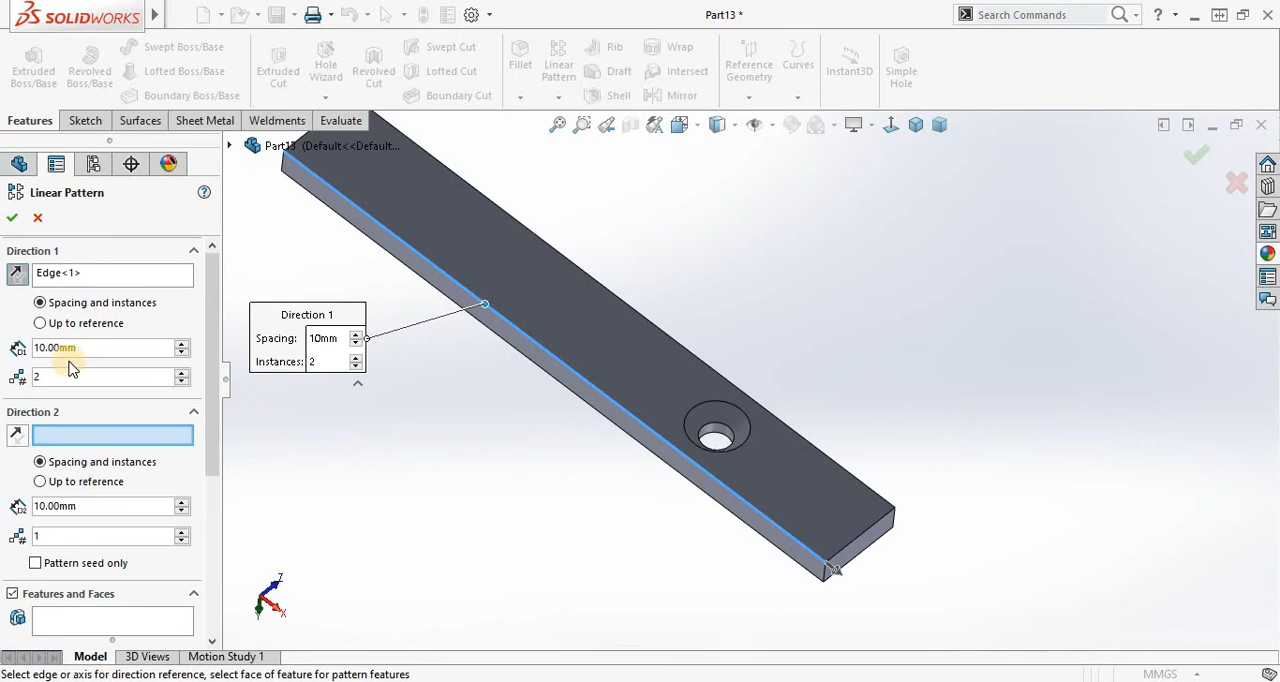 SOLIDWORKS
Part13 *
Search Commands
?
Extruded Boss/Base
Revolved Boss/Base
Swept Boss/Base
Lofted Boss/Base
Boundary Boss/Base
Extruded Cut
Hole Wizard
Revolved Cut
Swept Cut
Lofted Cut
Boundary Cut
Fillet
Linear Pattern
Rib
Draft
Shell
Wrap
Intersect
Mirror
Reference Geometry
Curves
Instant3D
Simple Hole
Features
Sketch
Surfaces
Sheet Metal
Weldments
Evaluate
Part13 (Default<<Default...
Linear Pattern
?
Direction 1
Edge<1>
Spacing and instances
Up to reference
D1
10.00mm
#
2
Direction 1
Spacing: 10mm
Instances: 2
Direction 2
Spacing and instances
Up to reference
D2
10.00mm
#
1
Pattern seed only
Features and Faces
Z
X
Y
Model
3D Views
Motion Study 1
Select edge or axis for direction reference, select face of feature for pattern features
MMGS